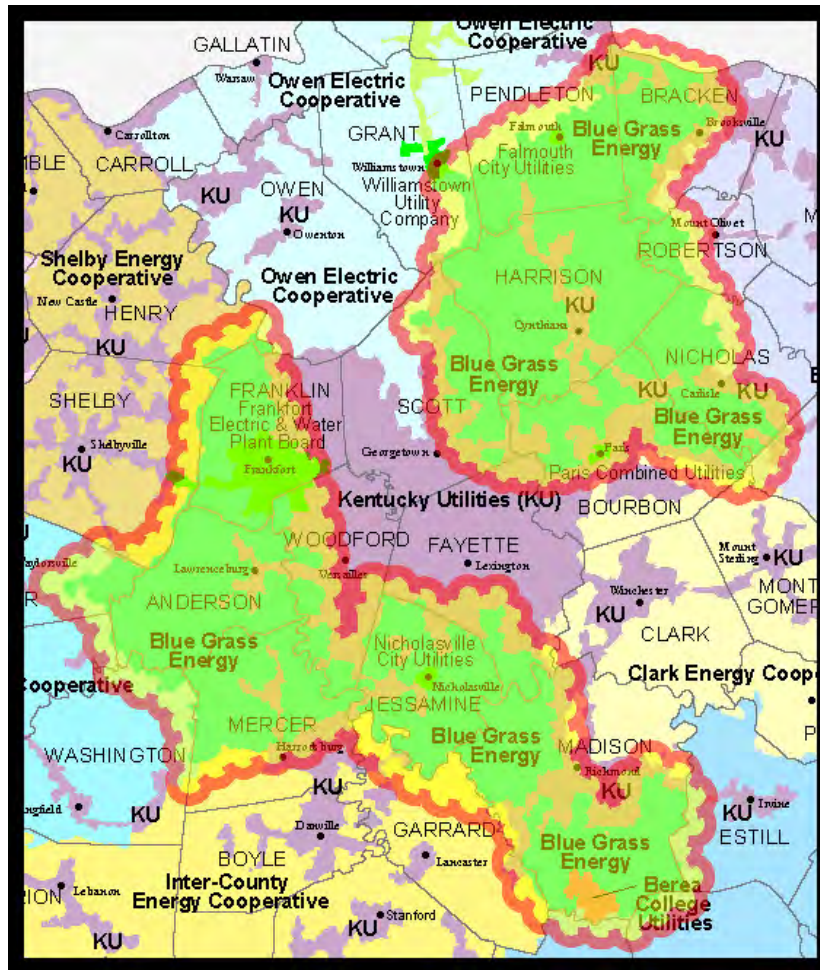 Owen Electric
Cooperative
GALLATIN
Warsaw
Owen Electric
Cooperative
KU
PENDLETON
BRACKEN
Carrollton
CARROLL
GRANT
Falmouth
Blue Grass
Energy
Brooksville
KU
Falmouth
City Utilities
Williamstown
Williamstown
Utility
Company
KU
OWEN
KU
Owenton
Mount Olivet
ROBERTSON
Shelby Energy
Cooperative
Owen Electric
Cooperative
HARRISON
KU
New Castle
HENRY
KU
Cynthiana
NICHOLAS
Blue Grass
Energy
KU
Carlisle
KU
SHELBY
FRANKLIN
Frankfort
Electric & Water
Plant Board
SCOTT
Blue Grass
Energy
Shelbyville
KU
Frankfort
Georgetown
Paris
Paris Combined Utilities
Kentucky Utilities (KU)
BOURBON
WOODFORD
Versailles
FAYETTE
Lexington
Mount
Sterling
KU
Lawrenceburg
ANDERSON
Winchester
KU
CLARK
Blue Grass
Energy
Nicholasville
City Utilities
Nicholasville
JESSAMINE
Clark Energy Coope
Cooperative
MERCER
Harrodsburg
Blue Grass
Energy
MADISON
Richmond
KU
WASHINGTON
KU
KU
Danville
BOYLE
GARRARD
Lancaster
KU
Irvine
ESTILL
Blue Grass
Energy
Lebanon
Inter-County
Energy Cooperative
Berea
College
Utilities
KU
Stanford
KU